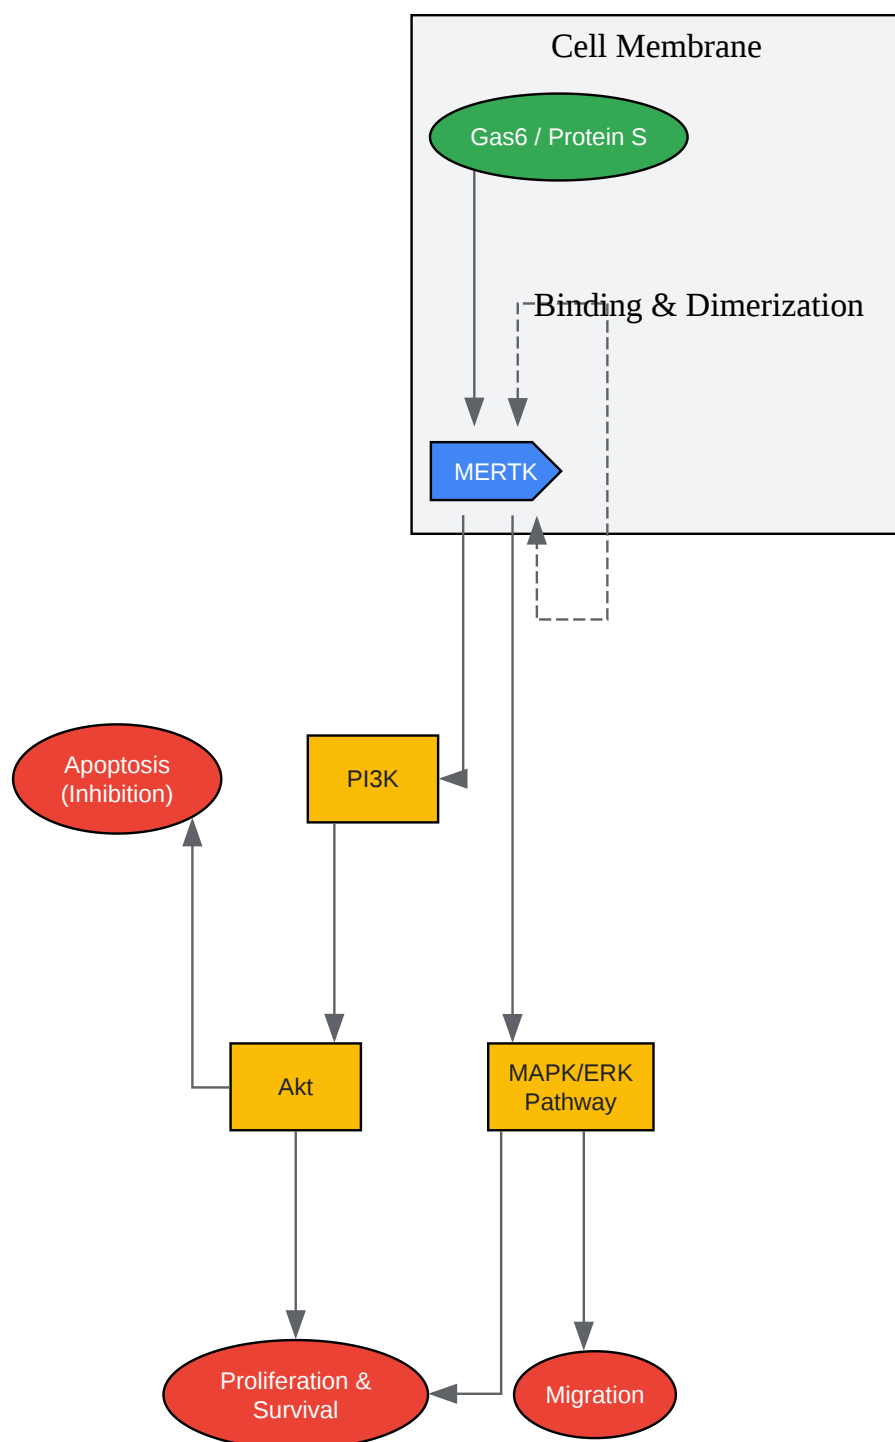 Cell Membrane
Gas6 / Protein S
Binding & Dimerization
MERTK
Apoptosis
(Inhibition)
PI3K
Akt
MAPK/ERK
Pathway
Proliferation &
Survival
Migration